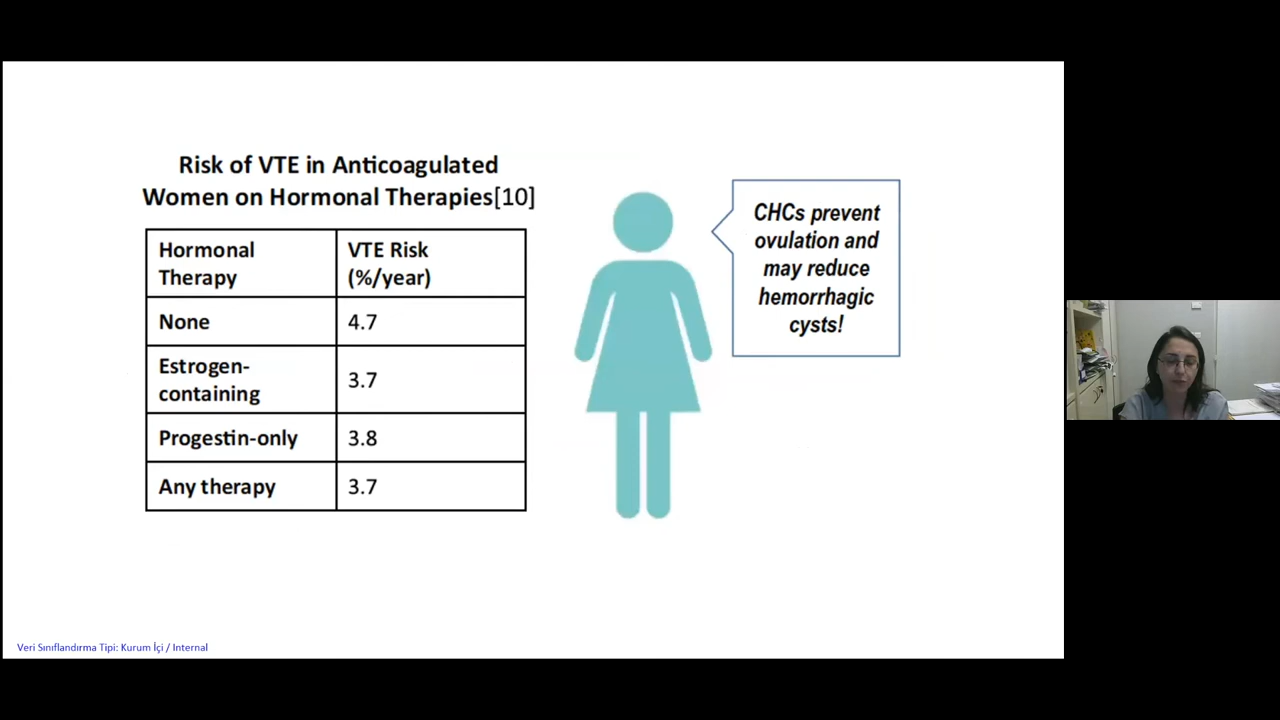 Risk of VTE in Anticoagulated
Women on Hormonal Therapies[10]
Hormonal
Therapy
VTE Risk
(%/year)
None
4.7
Estrogen-
containing
3.7
Progestin-only
3.8
Any therapy
3.7
CHCs prevent
ovulation and
may reduce
hemorrhagic
cysts!
Veri Sınıflandırma Tipi: Kurum İçi / Internal